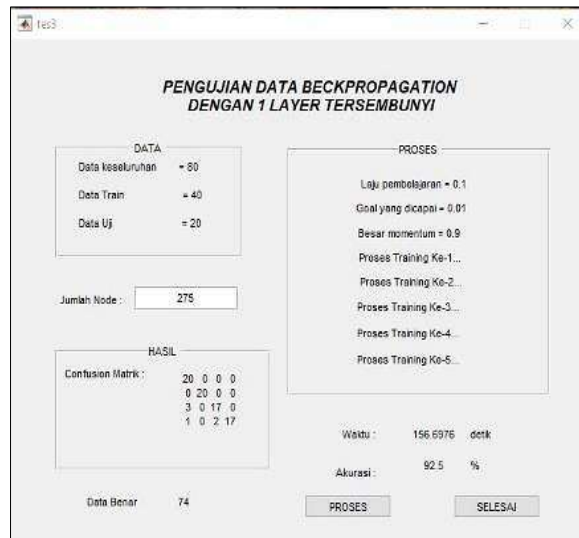 tes3
PENGUJIAN DATA BECKPROPAGATION
DENGAN 1 LAYER TERSEMBUNYI
DATA
Data keseluruhan = 80
Data Train = 40
Data Uji = 20
Jumlah Node : 275
HASIL
Confusion Matrik :
20 0 0 0
0 20 0 0
3 0 17 0
1 0 2 17
Data Benar 74
PROSES
Laju pembelajaran = 0.1
Goal yang dicapai = 0.01
Besar momentum = 0.9
Proses Training Ke-1...
Proses Training Ke-2...
Proses Training Ke-3...
Proses Training Ke-4...
Proses Training Ke-5...
Waktu : 156.6976 detik
Akurasi : 92.5 %
PROSES SELESAI